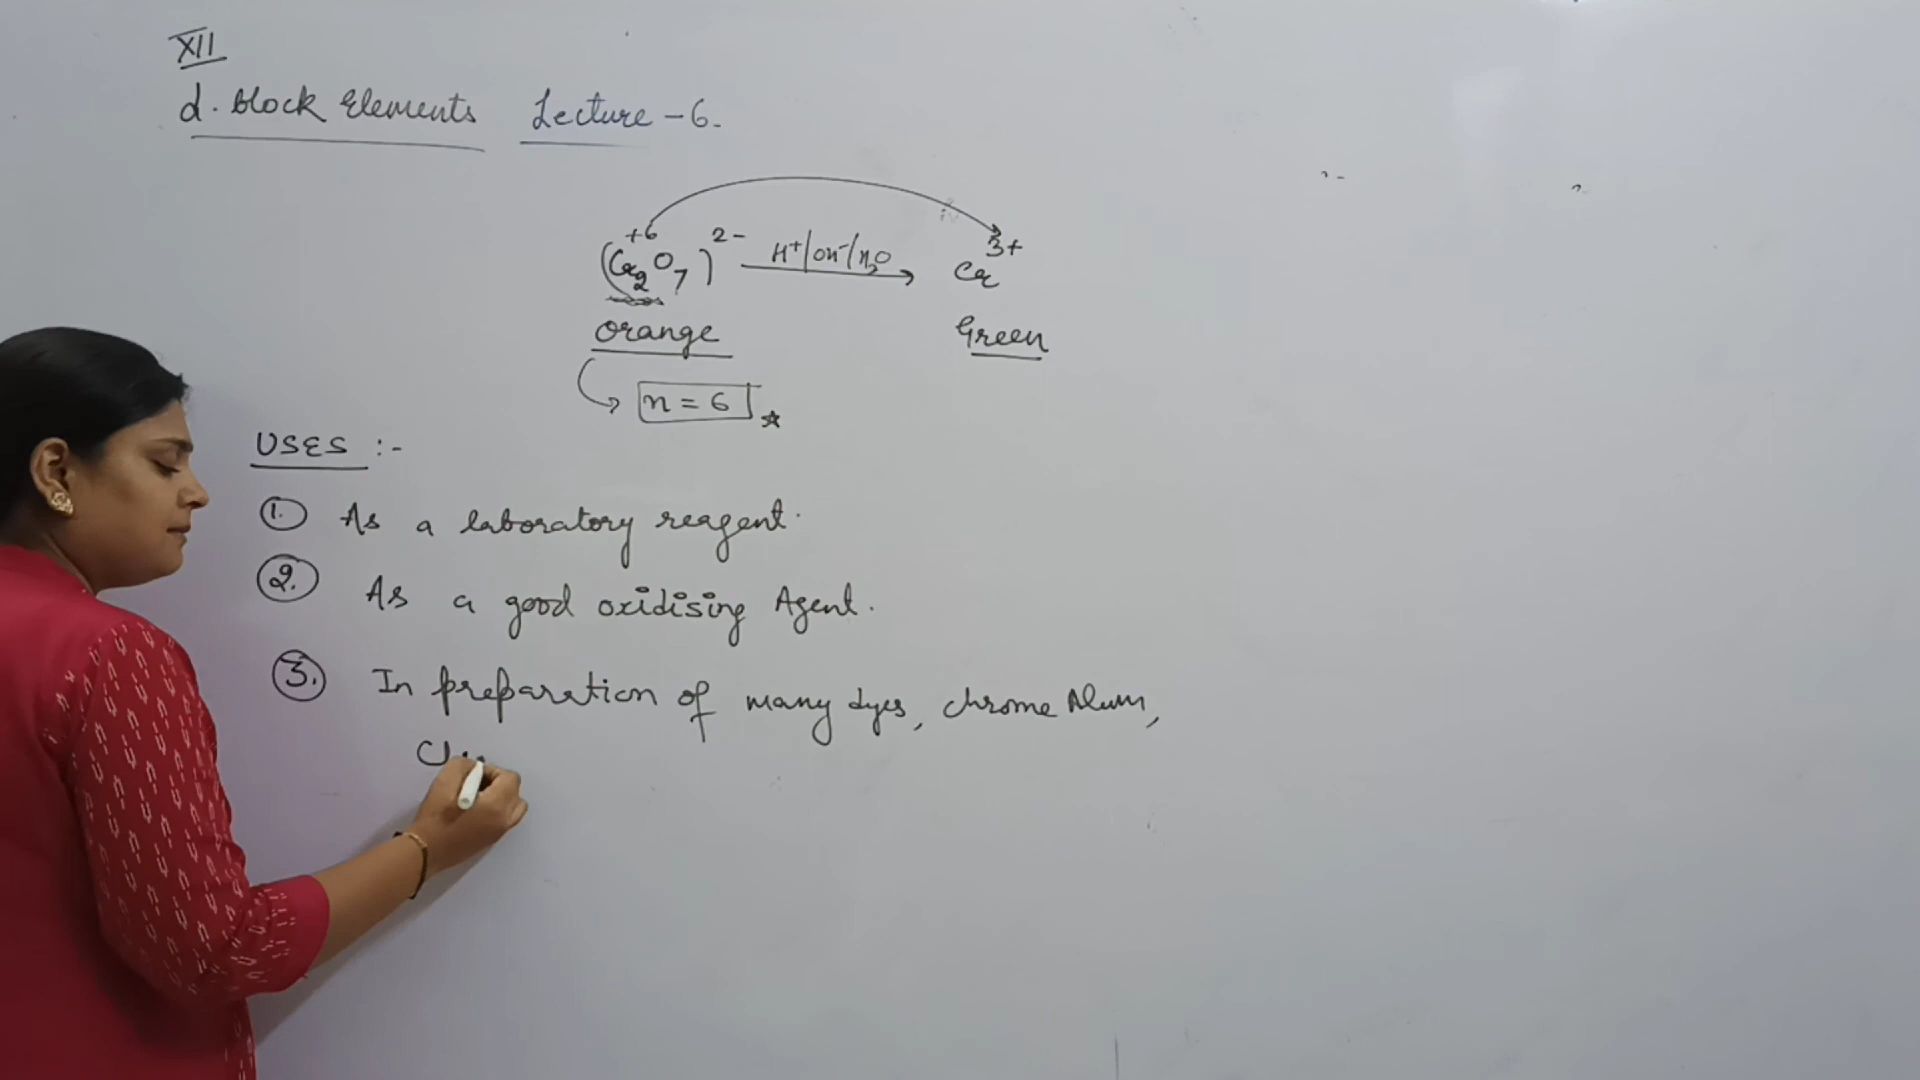 XII
d. Block Elements Lecture - 6.
+6 3+
(Cr2O7)2- H+/OH-/H2O Cr
Orange Green
n = 6
USES :-
1. As a laboratory reagent.
2. As a good oxidising Agent.
3. In preparation of many dyes, chrome Alum,